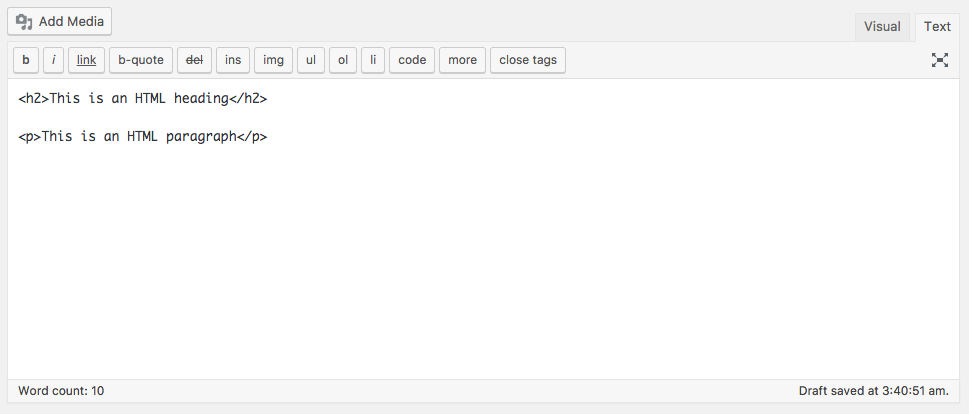 Add Media
Visual Text
b i link b-quote del ins img ul ol li code more close tags
<h2>This is an HTML heading</h2>
<p>This is an HTML paragraph</p>
Word count: 10 Draft saved at 3:40:51 am.